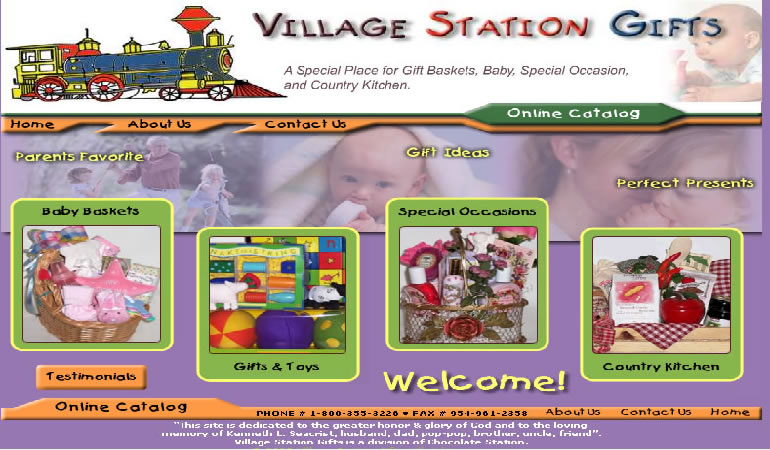 Village Station Gifts
A Special Place for Gift Baskets, Baby, Special Occasion,
and Country Kitchen.
Online Catalog
Home About Us Contact Us
Parents Favorite
Gift Ideas
Perfect Presents
Baby Baskets
Gifts & Toys
Special Occasions
Country Kitchen
Testimonials
Welcome!
Online Catalog
PHONE # 1-800-355-3226 • FAX # 954-961-2358
About Us Contact Us Home
"This site is dedicated to the greater honor & glory of God and to the loving
memory of Kenneth L. Seacrist, husband, dad, pop-pop, brother, uncle, friend".
Village Station Gifts is a division of Chocolate Station.